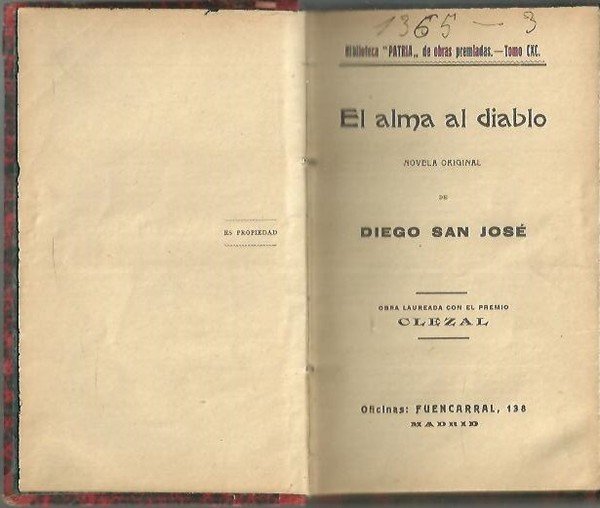 ES PROPIEDAD
1365 — 3
Biblioteca "PATRIA„ de obras premiadas.—Tomo CXC.
El alma al diablo
NOVELA ORIGINAL
DE
DIEGO SAN JOSÉ
OBRA LAUREADA CON EL PREMIO
CLEZAL
Oficinas: FUENCARRAL, 138
MADRID